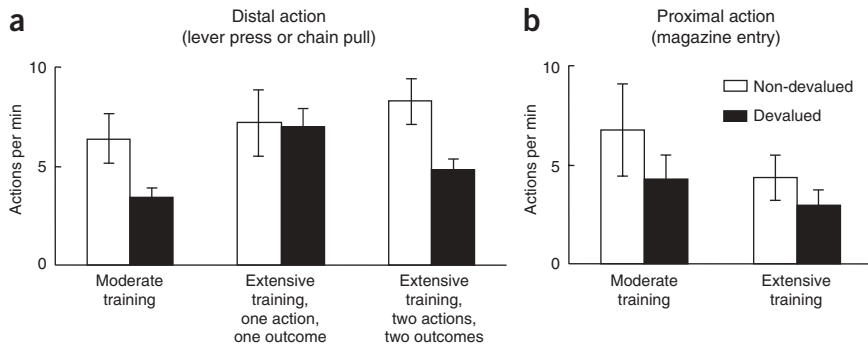 a
Distal action
(lever press or chain pull)
10
5
0
Actions per min
Moderate
training
Extensive
training,
one action,
one outcome
Extensive
training,
two actions,
two outcomes
b
Proximal action
(magazine entry)
10
5
0
Actions per min
Non-devalued
Devalued
Moderate
training
Extensive
training